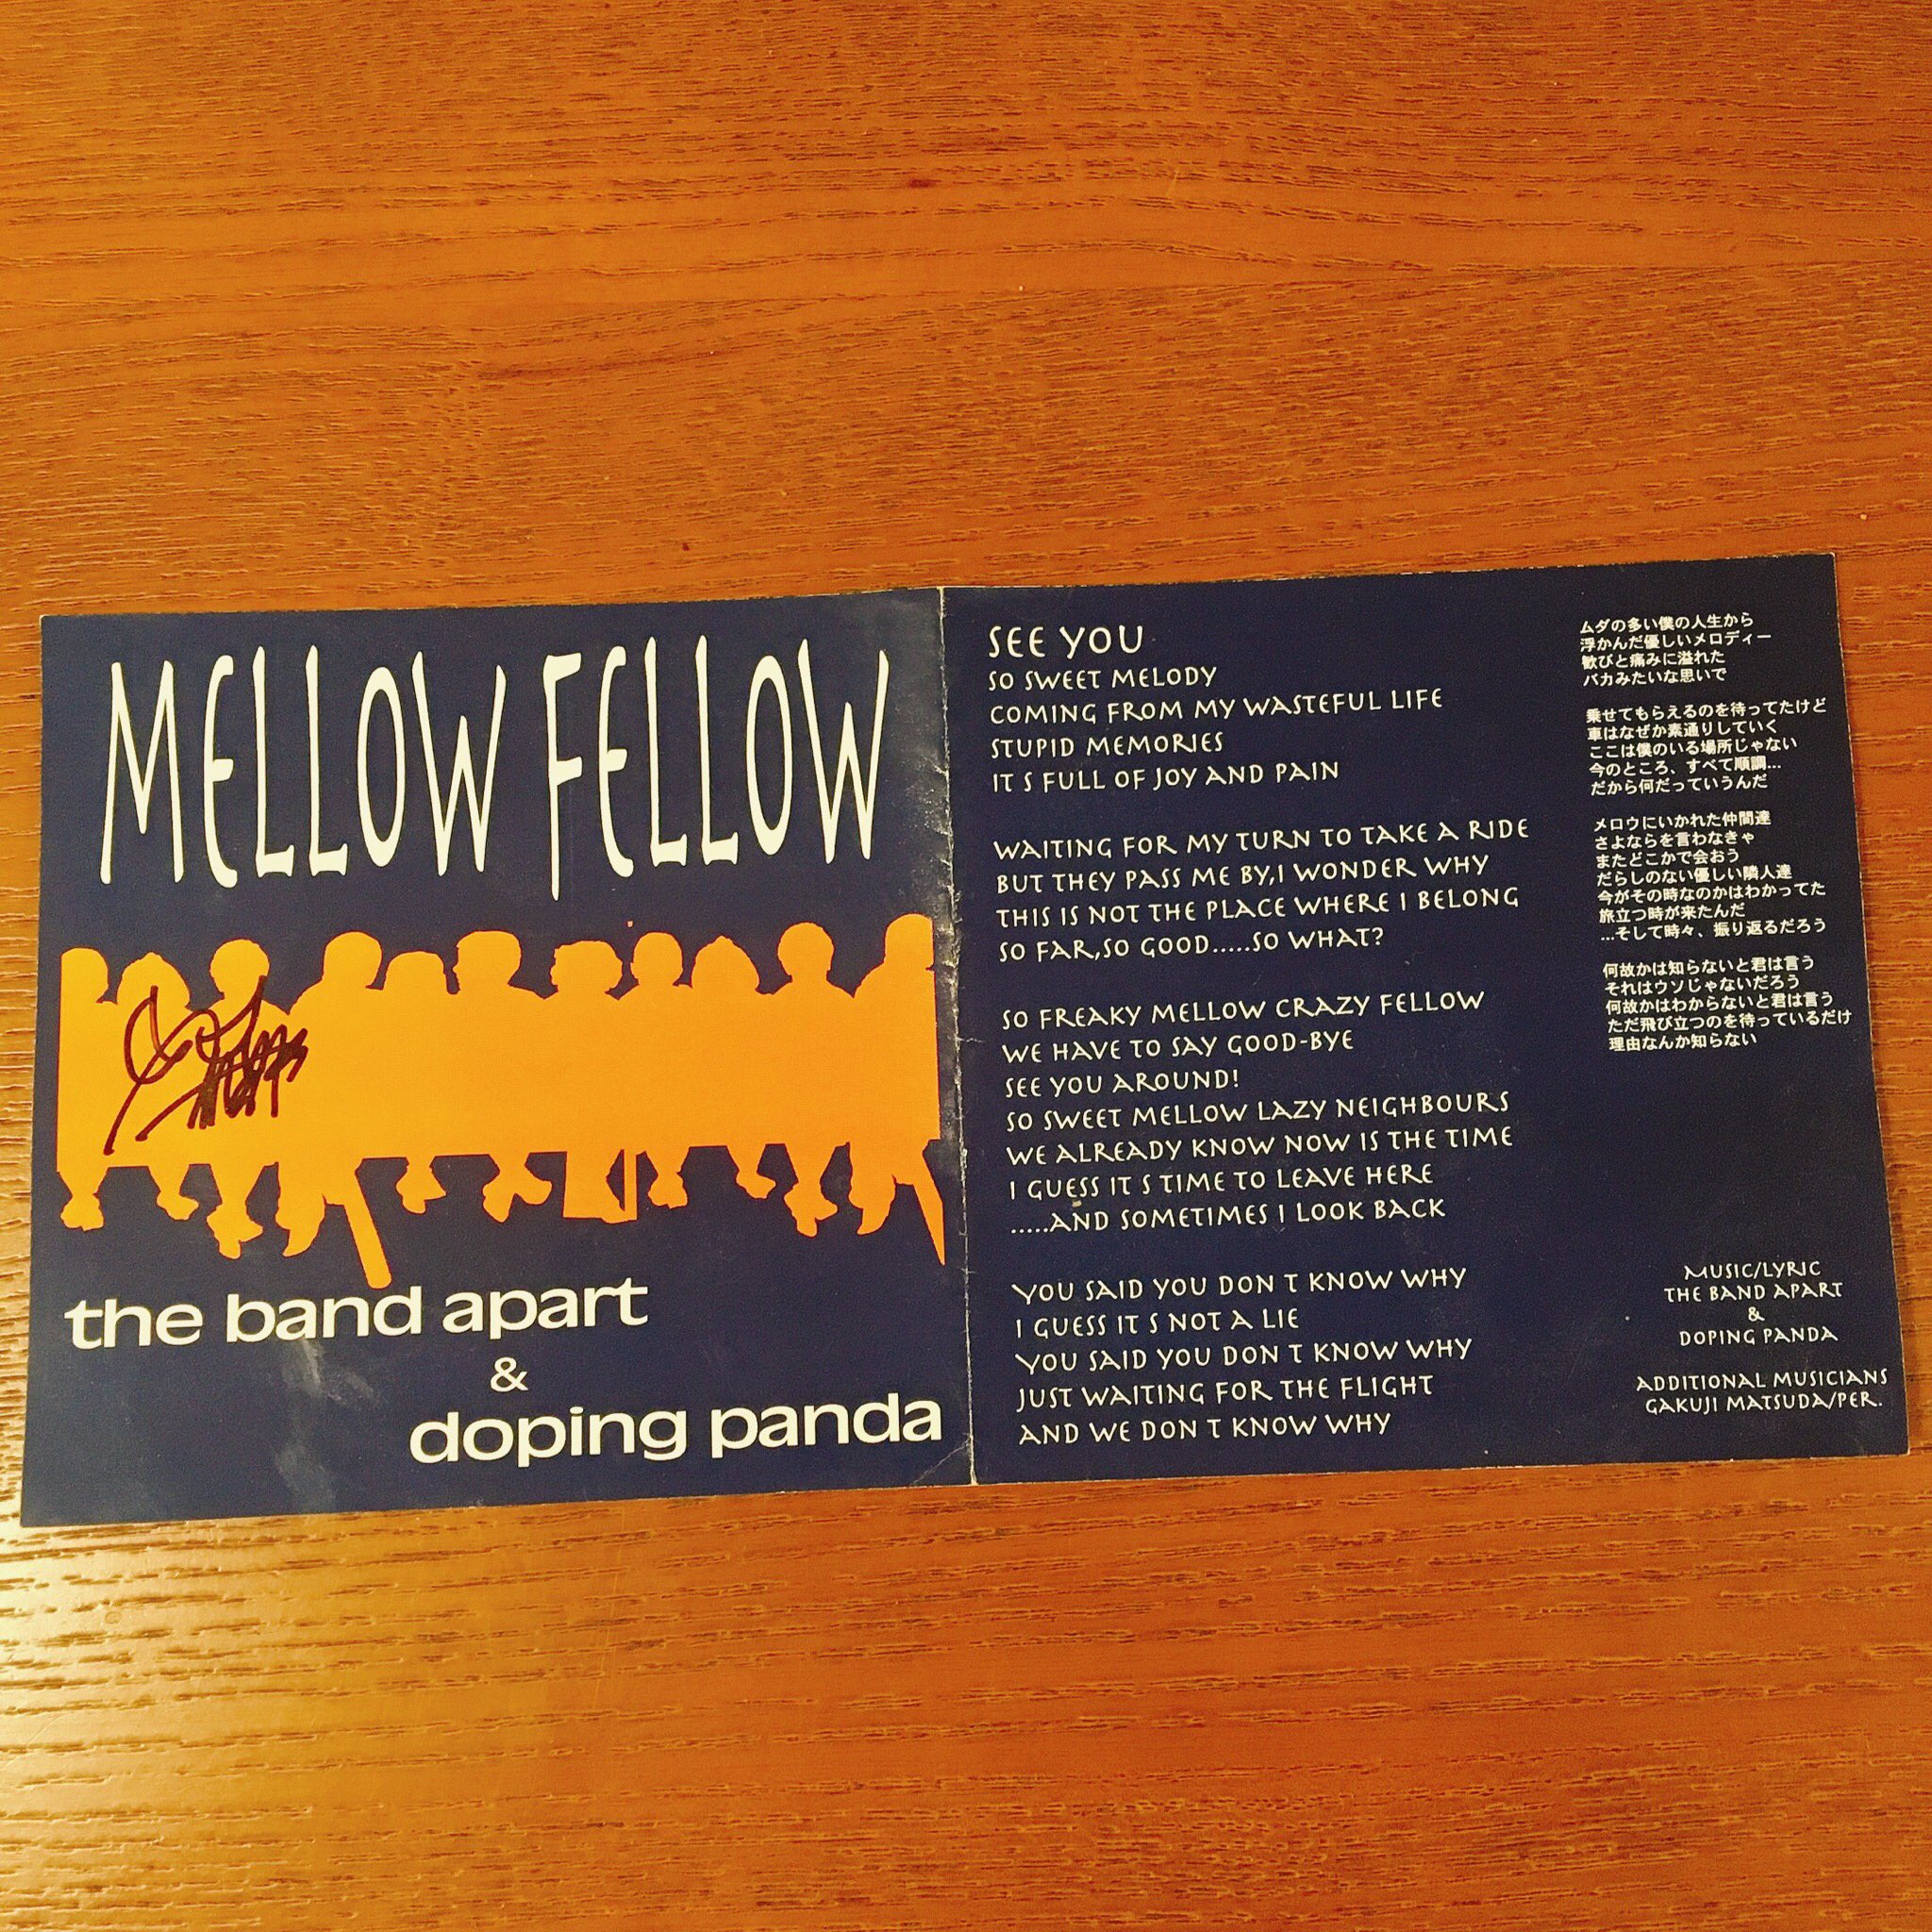 MELLOW FELLOW
the band apart
&
doping panda
SEE YOU
SO SWEET MELODY
COMING FROM MY WASTEFUL LIFE
STUPID MEMORIES
IT S FULL OF JOY AND PAIN
WAITING FOR MY TURN TO TAKE A RIDE
BUT THEY PASS ME BY,I WONDER WHY
THIS IS NOT THE PLACE WHERE I BELONG
SO FAR,SO GOOD.....SO WHAT?
SO FREAKY MELLOW CRAZY FELLOW
WE HAVE TO SAY GOOD-BYE
SEE YOU AROUND!
SO SWEET MELLOW LAZY NEIGHBOURS
WE ALREADY KNOW NOW IS THE TIME
I GUESS IT S TIME TO LEAVE HERE
.....AND SOMETIMES I LOOK BACK
YOU SAID YOU DON T KNOW WHY
I GUESS IT S NOT A LIE
YOU SAID YOU DON T KNOW WHY
JUST WAITING FOR THE FLIGHT
AND WE DON T KNOW WHY
ムダの多い僕の人生から
浮かんだ優しいメロディー
歓びと痛みに溢れた
バカみたいな思いで
乗せてもらえるのを待ってたけど
車はなぜか素通りしていく
ここは僕のいる場所じゃない
今のところ、すべて順調...
だから何だっていうんだ
メロウにいかれた仲間達
さよならを言わなきゃ
またどこかで会おう
だらしのない優しい隣人達
今がその時なのかはわかってた
旅立つ時が来たんだ
...そして時々、振り返るだろう
何故かは知らないと君は言う
それはウソじゃないだろう
何故かはわからないと君は言う
ただ飛び立つのを待っているだけ
理由なんか知らない
MUSIC/LYRIC
THE BAND APART
&
DOPING PANDA
ADDITIONAL MUSICIANS
GAKUJI MATSUDA/PER.